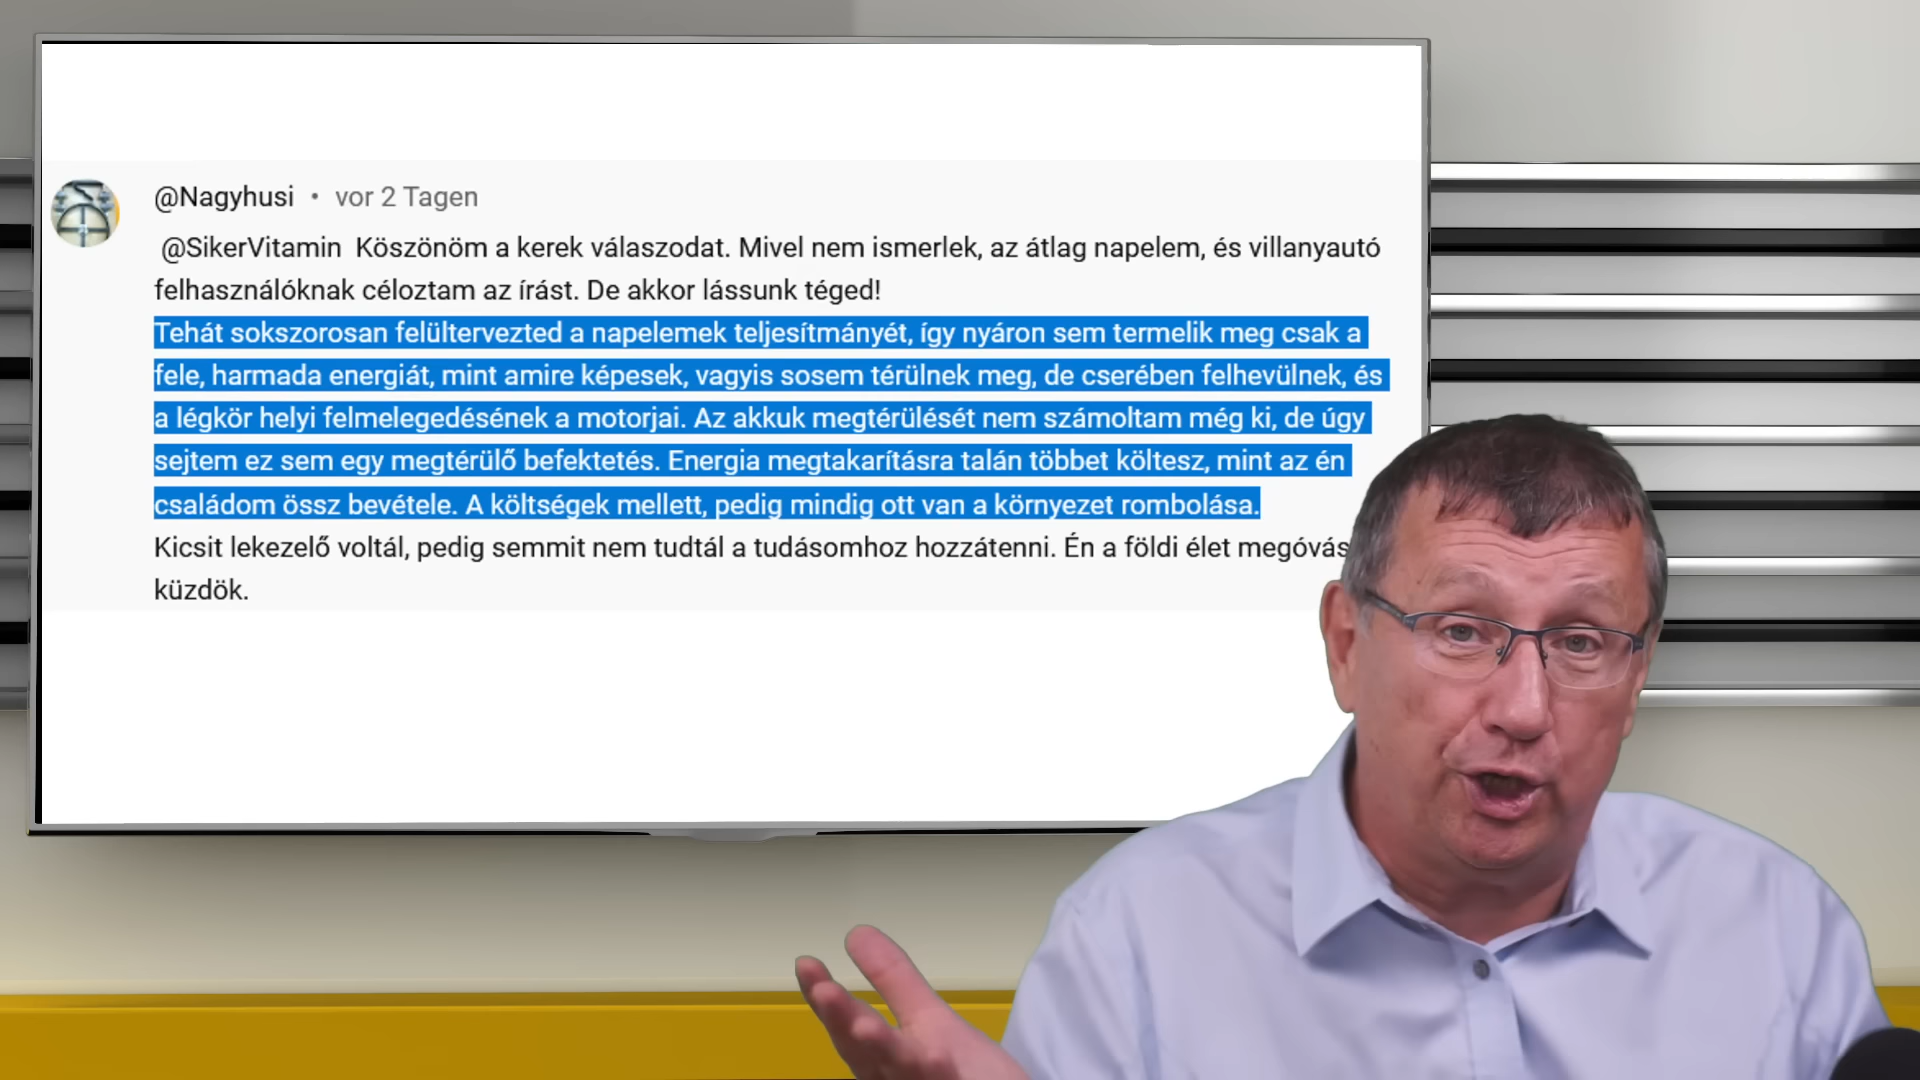 @Nagyhusi • vor 2 Tagen
@SikerVitamin Köszönöm a kerek válaszodat. Mivel nem ismerlek, az átlag napelem, és villanyautó
felhasználóknak céloztam az írást. De akkor lássunk téged!
Tehát sokszorosan felültervezted a napelemek teljesítményét, így nyáron sem termelik meg csak a
fele, harmada energiát, mint amire képesek, vagyis sosem térülnek meg, de cserében felhevülnek, és
a légkör helyi felmelegedésének a motorjai. Az akkuk megtérülését nem számoltam még ki, de úgy
sejtem ez sem egy megtérülő befektetés. Energia megtakarításra talán többet költesz, mint az én
családom össz bevétele. A költségek mellett, pedig mindig ott van a környezet rombolása.
Kicsit lekezelő voltál, pedig semmit nem tudtál a tudásomhoz hozzátenni. Én a földi élet
küzdök.